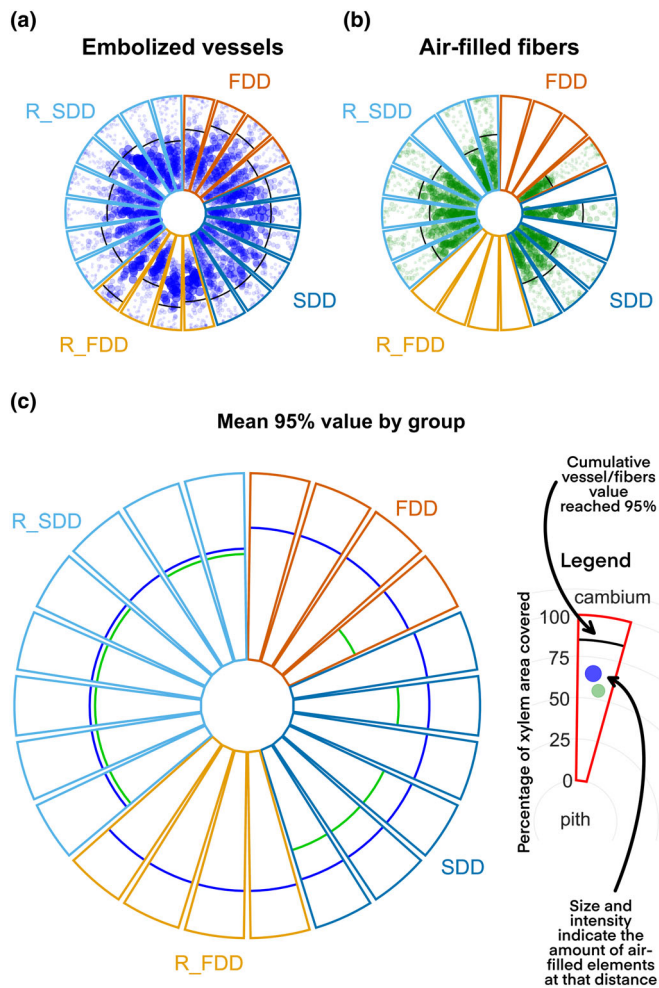 (a)
Embolized vessels
FDD
R_SDD
SDD
R_FDD
(b)
Air-filled fibers
FDD
R_SDD
SDD
R_FDD
(c)
Mean 95% value by group
R_SDD
FDD
SDD
R_FDD
Cumulative
vessel/fibers
value
reached 95%
Legend
cambium
Percentage of xylem area covered
100
75
50
25
0
pith
Size and
intensity
indicate the
amount of air-
filled elements
at that distance